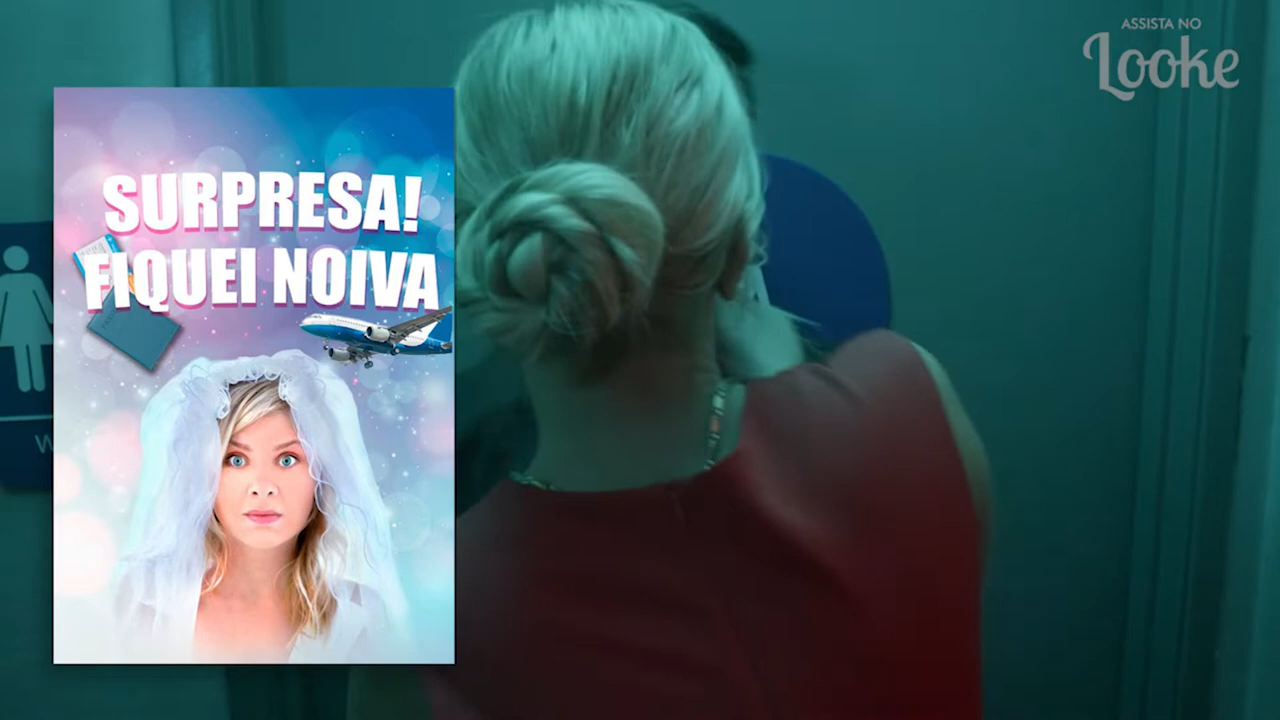 ASSISTA NO
Looke
SURPRESA!
FIQUEI NOIVA
W